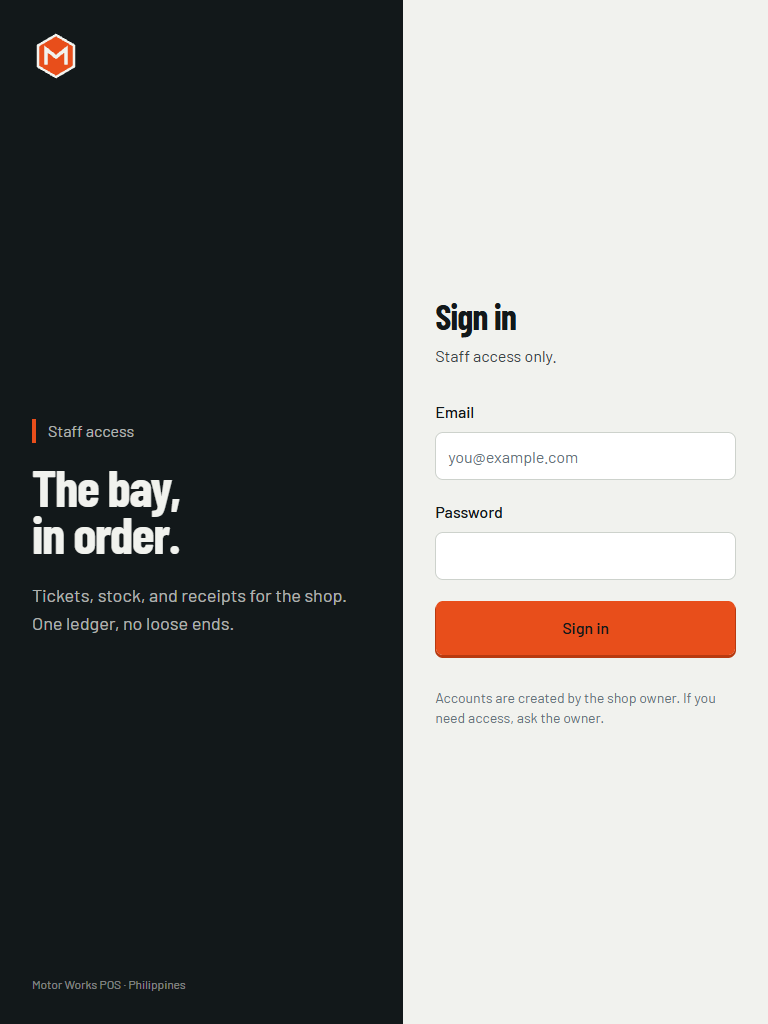 M
Staff access
The bay,
in order.
Tickets, stock, and receipts for the shop.
One ledger, no loose ends.
Motor Works POS · Philippines
Sign in
Staff access only.
Email
you@example.com
Password
Sign in
Accounts are created by the shop owner. If you
need access, ask the owner.